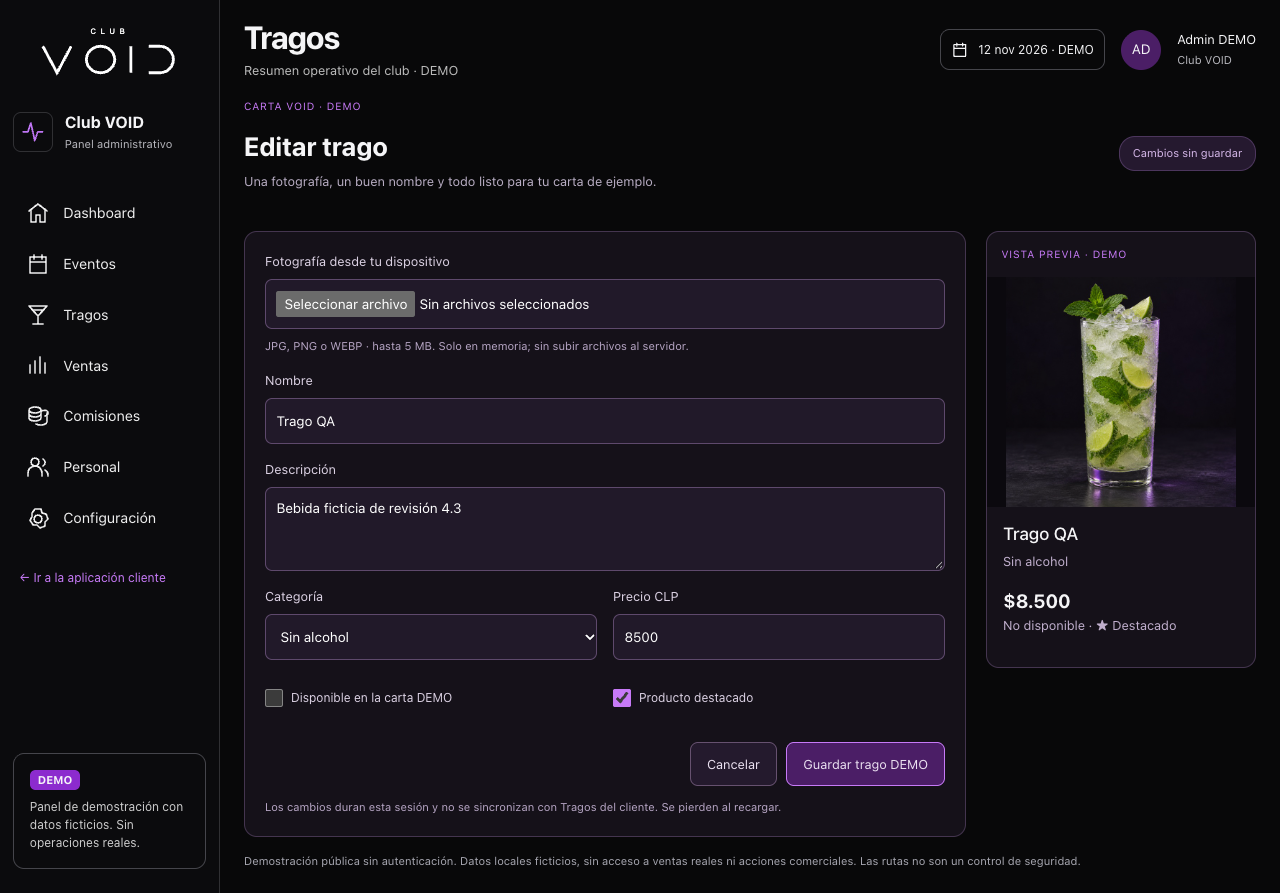 CLUB
VOID
Club VOID
Panel administrativo
Dashboard
Eventos
Tragos
Ventas
Comisiones
Personal
Configuración
← Ir a la aplicación cliente
DEMO
Panel de demostración con
datos ficticios. Sin
operaciones reales.
Tragos
Resumen operativo del club · DEMO
12 nov 2026 · DEMO
AD
Admin DEMO
Club VOID
CARTA VOID · DEMO
Editar trago
Una fotografía, un buen nombre y todo listo para tu carta de ejemplo.
Cambios sin guardar
Fotografía desde tu dispositivo
Seleccionar archivo Sin archivos seleccionados
JPG, PNG o WEBP · hasta 5 MB. Solo en memoria; sin subir archivos al servidor.
Nombre
Trago QA
Descripción
Bebida ficticia de revisión 4.3
Categoría
Sin alcohol
Precio CLP
8500
Disponible en la carta DEMO
Producto destacado
Cancelar
Guardar trago DEMO
Los cambios duran esta sesión y no se sincronizan con Tragos del cliente. Se pierden al recargar.
VISTA PREVIA · DEMO
Trago QA
Sin alcohol
$8.500
No disponible · ★ Destacado
Demostración pública sin autenticación. Datos locales ficticios, sin acceso a ventas reales ni acciones comerciales. Las rutas no son un control de seguridad.